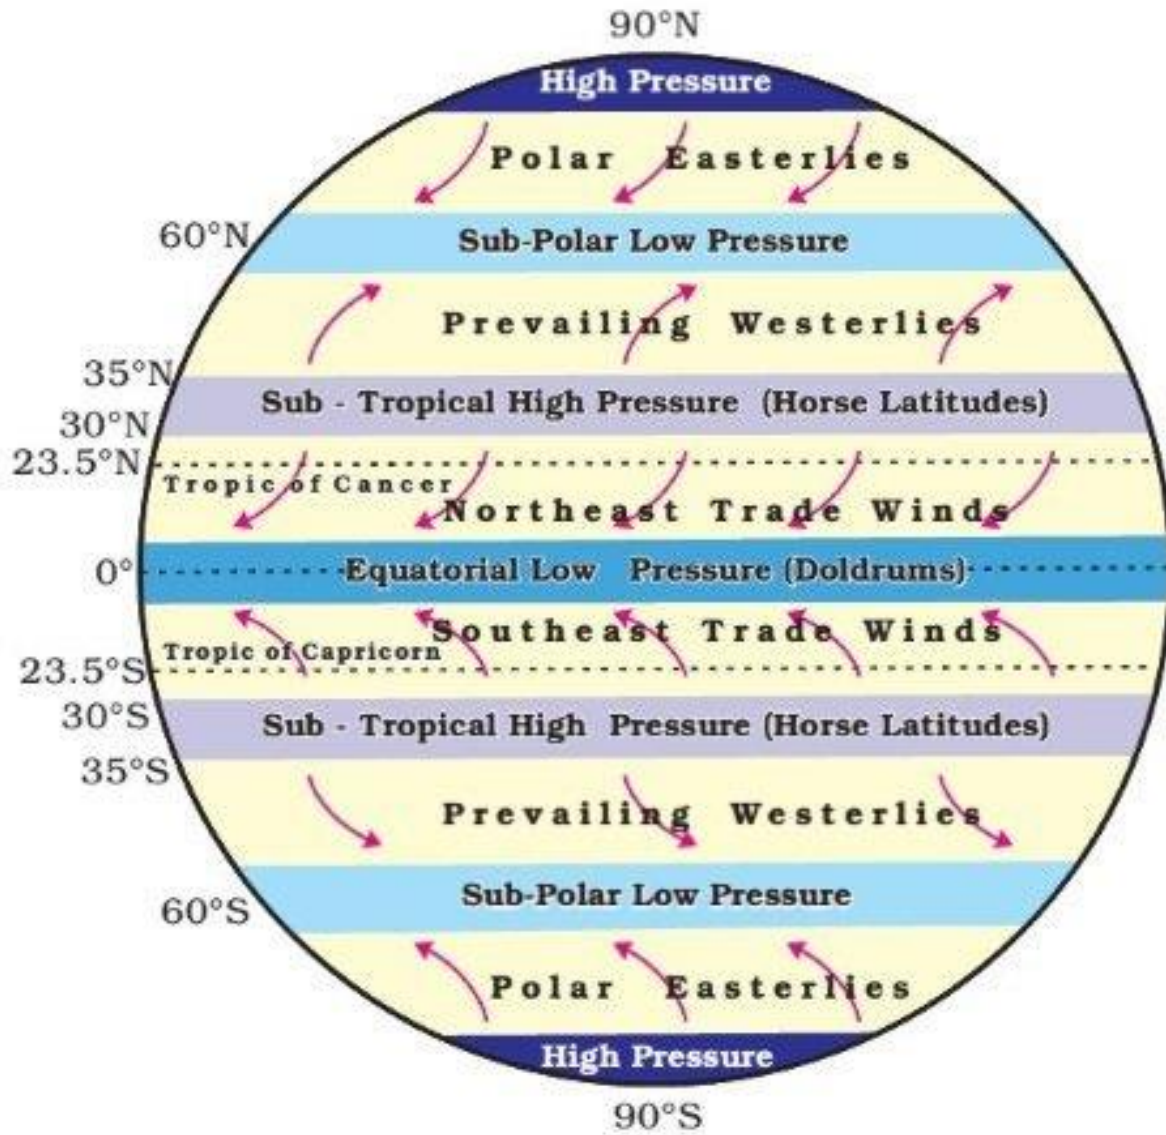 90°N
High Pressure
Polar Easterlies
60°N
Sub-Polar Low Pressure
Prevailing Westerlies
35°N
Sub - Tropical High Pressure (Horse Latitudes)
30°N
23.5°N
Tropic of Cancer
Northeast Trade Winds
0°
Equatorial Low Pressure (Doldrums)
Southeast Trade Winds
Tropic of Capricorn
23.5°S
30°S
Sub - Tropical High Pressure (Horse Latitudes)
35°S
Prevailing Westerlies
Sub-Polar Low Pressure
60°S
Polar Easterlies
High Pressure
90°S